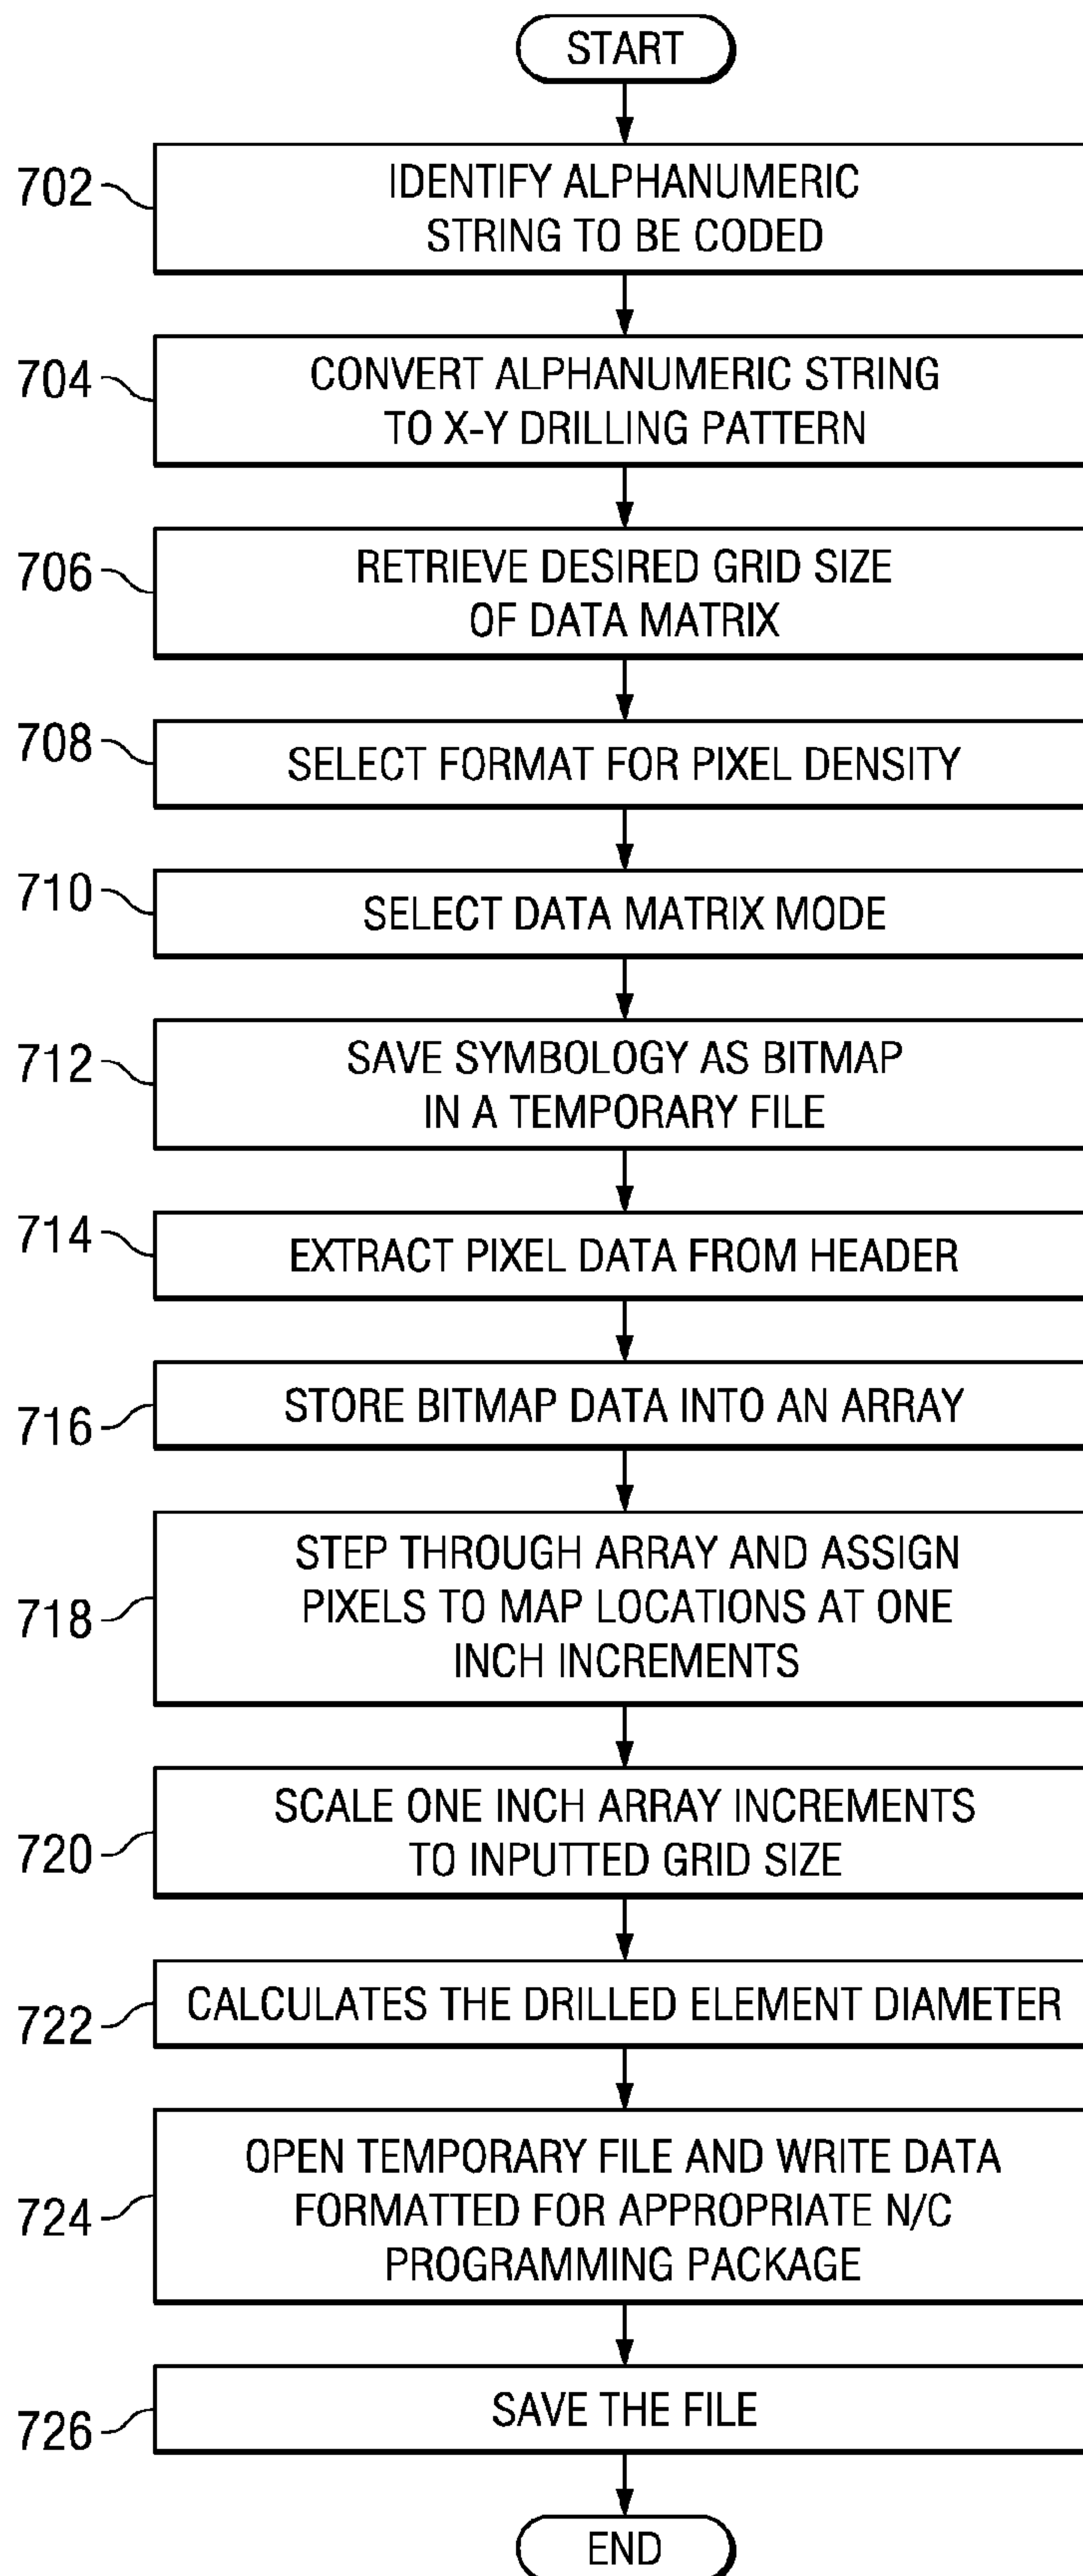 START
702
IDENTIFY ALPHANUMERIC
STRING TO BE CODED
704
CONVERT ALPHANUMERIC STRING
TO X-Y DRILLING PATTERN
706
RETRIEVE DESIRED GRID SIZE
OF DATA MATRIX
708
SELECT FORMAT FOR PIXEL DENSITY
710
SELECT DATA MATRIX MODE
712
SAVE SYMBOLOGY AS BITMAP
IN A TEMPORARY FILE
714
EXTRACT PIXEL DATA FROM HEADER
716
STORE BITMAP DATA INTO AN ARRAY
718
STEP THROUGH ARRAY AND ASSIGN
PIXELS TO MAP LOCATIONS AT ONE
INCH INCREMENTS
720
SCALE ONE INCH ARRAY INCREMENTS
TO INPUTTED GRID SIZE
722
CALCULATES THE DRILLED ELEMENT DIAMETER
724
OPEN TEMPORARY FILE AND WRITE DATA
FORMATTED FOR APPROPRIATE N/C
PROGRAMMING PACKAGE
726
SAVE THE FILE
END